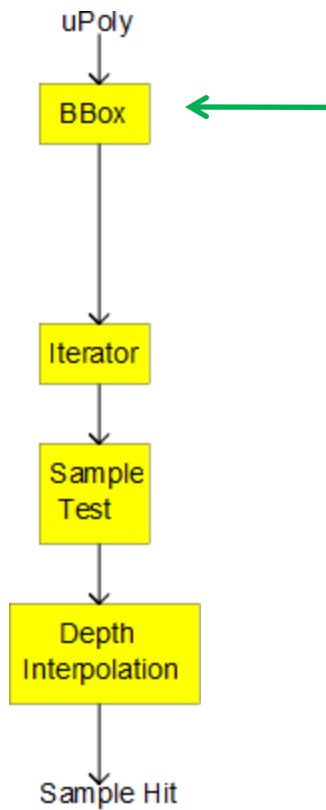 uPoly
BBox
Iterator
Sample
Test
Depth
Interpolation
Sample Hit